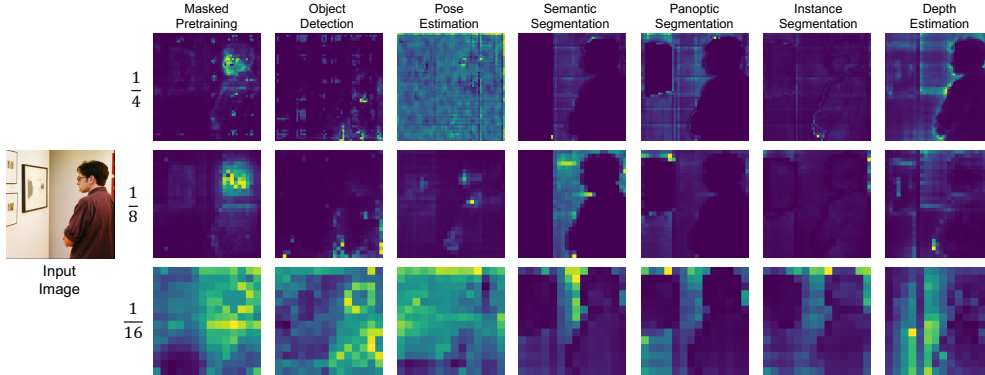 Masked Pretraining
Object Detection
Pose Estimation
Semantic Segmentation
Panoptic Segmentation
Instance Segmentation
Depth Estimation
1/4
1/8
1/16
Input
Image